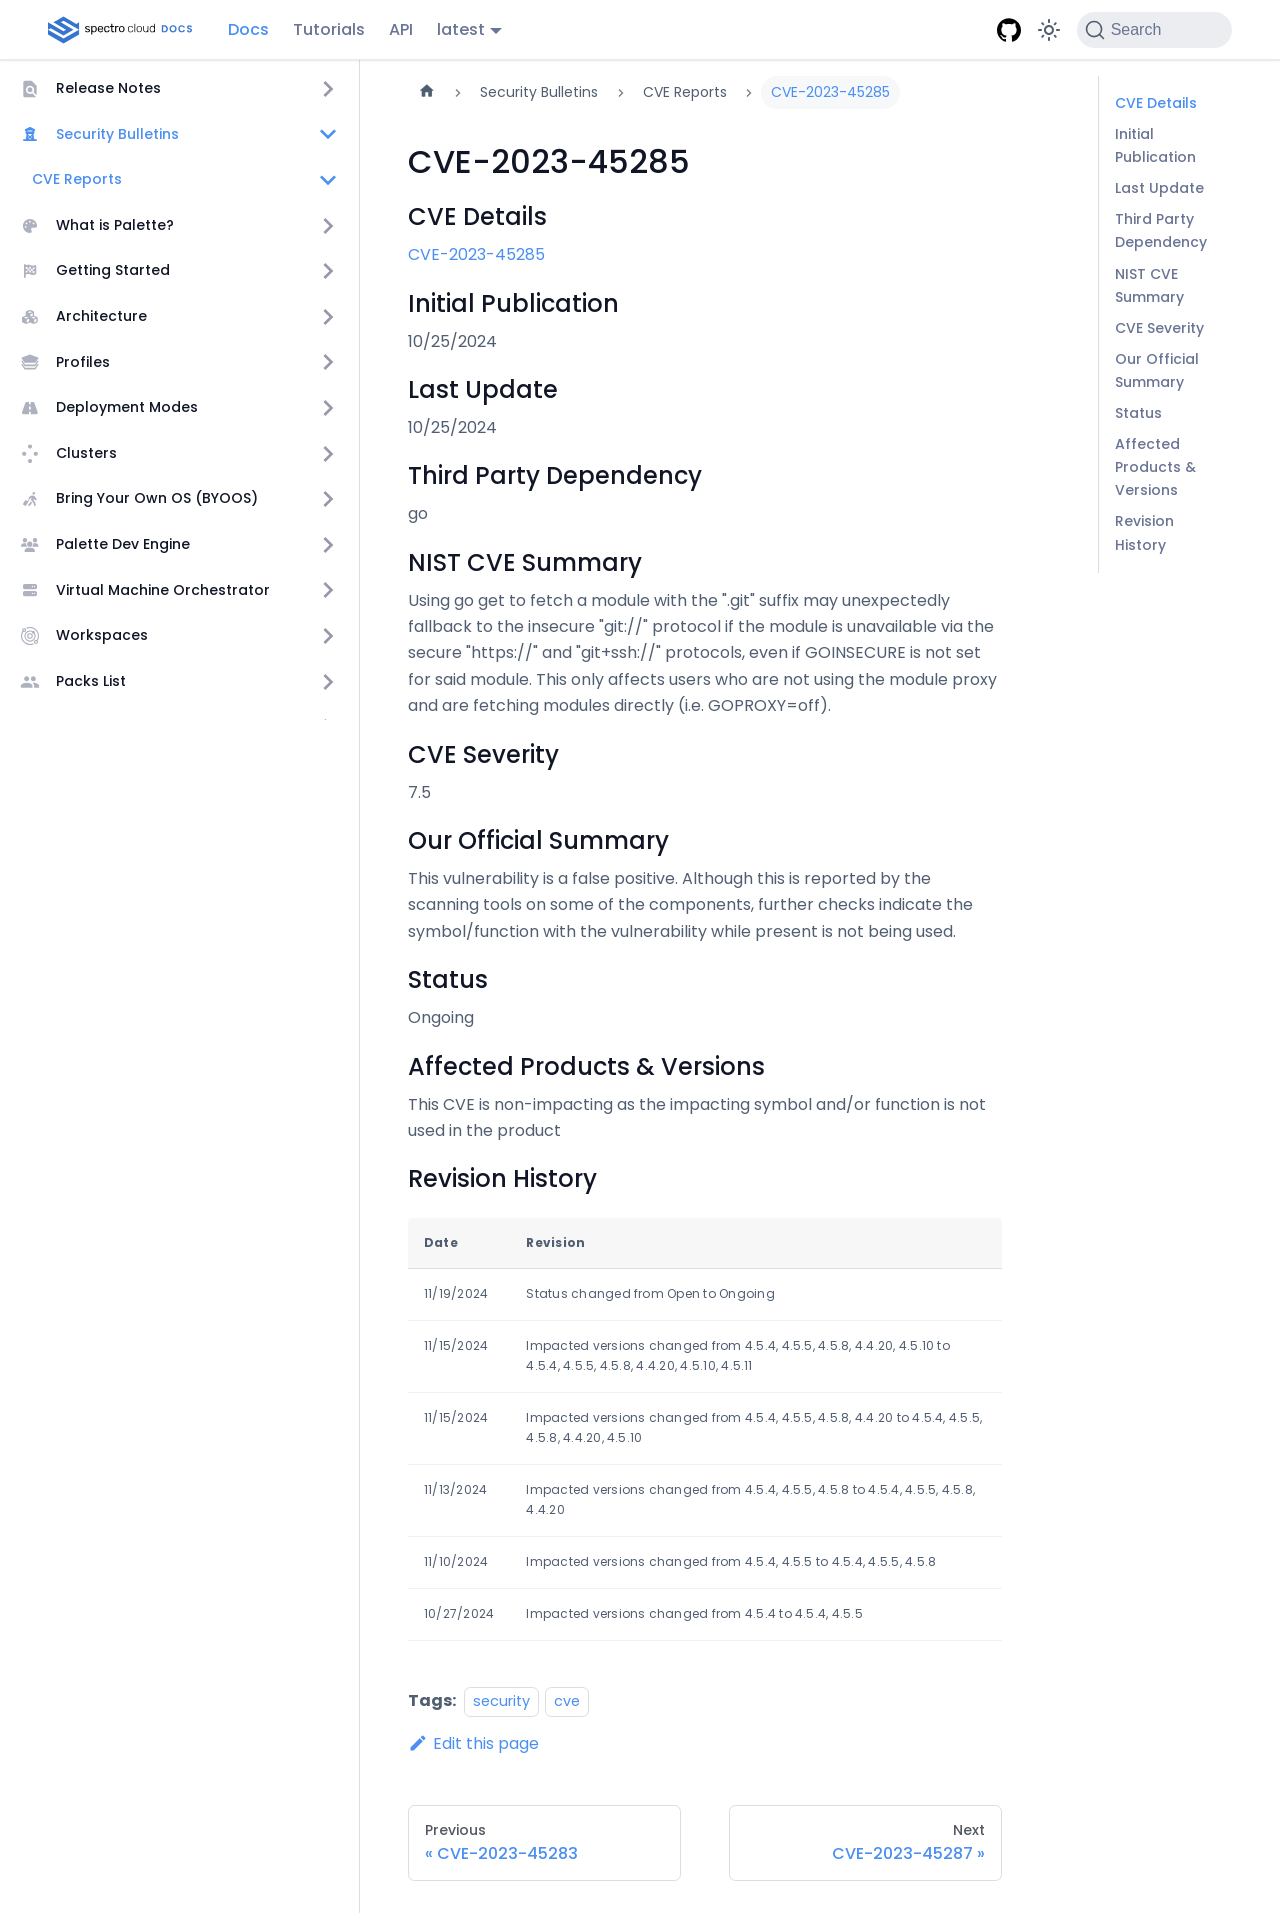 spectro cloud DOCS
Docs
Tutorials
API
latest
Search
Release Notes
Security Bulletins
CVE Reports
What is Palette?
Getting Started
Architecture
Profiles
Deployment Modes
Clusters
Bring Your Own OS (BYOOS)
Palette Dev Engine
Virtual Machine Orchestrator
Workspaces
Packs List
Security Bulletins
CVE Reports
CVE-2023-45285
CVE-2023-45285
CVE Details
CVE-2023-45285
Initial Publication
10/25/2024
Last Update
10/25/2024
Third Party Dependency
go
NIST CVE Summary
Using go get to fetch a module with the ".git" suffix may unexpectedly
fallback to the insecure "git://" protocol if the module is unavailable via the
secure "https://" and "git+ssh://" protocols, even if GOINSECURE is not set
for said module. This only affects users who are not using the module proxy
and are fetching modules directly (i.e. GOPROXY=off).
CVE Severity
7.5
Our Official Summary
This vulnerability is a false positive. Although this is reported by the
scanning tools on some of the components, further checks indicate the
symbol/function with the vulnerability while present is not being used.
Status
Ongoing
Affected Products & Versions
This CVE is non-impacting as the impacting symbol and/or function is not
used in the product
Revision History
Date Revision
11/19/2024 Status changed from Open to Ongoing
11/15/2024 Impacted versions changed from 4.5.4, 4.5.5, 4.5.8, 4.4.20, 4.5.10 to
4.5.4, 4.5.5, 4.5.8, 4.4.20, 4.5.10, 4.5.11
11/15/2024 Impacted versions changed from 4.5.4, 4.5.5, 4.5.8, 4.4.20 to 4.5.4, 4.5.5,
4.5.8, 4.4.20, 4.5.10
11/13/2024 Impacted versions changed from 4.5.4, 4.5.5, 4.5.8 to 4.5.4, 4.5.5, 4.5.8,
4.4.20
11/10/2024 Impacted versions changed from 4.5.4, 4.5.5 to 4.5.4, 4.5.5, 4.5.8
10/27/2024 Impacted versions changed from 4.5.4 to 4.5.4, 4.5.5
Tags: security cve
Edit this page
Previous
« CVE-2023-45283
Next
CVE-2023-45287 »
CVE Details
Initial
Publication
Last Update
Third Party
Dependency
NIST CVE
Summary
CVE Severity
Our Official
Summary
Status
Affected
Products &
Versions
Revision
History